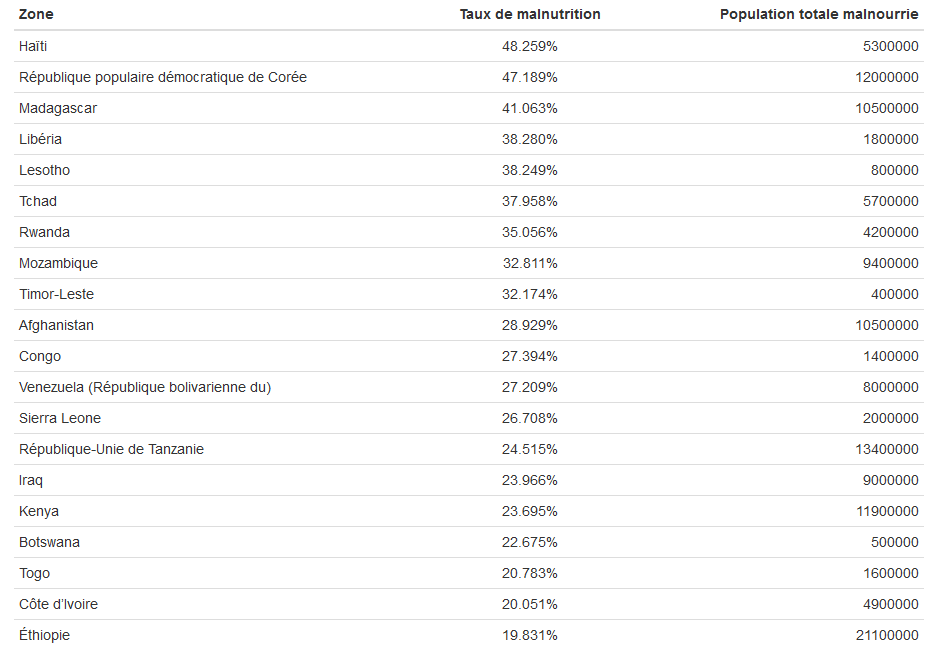 Zone Taux de malnutrition Population totale malnourrie
Haïti 48.259% 5300000
République populaire démocratique de Corée 47.189% 12000000
Madagascar 41.063% 10500000
Libéria 38.280% 1800000
Lesotho 38.249% 800000
Tchad 37.958% 5700000
Rwanda 35.056% 4200000
Mozambique 32.811% 9400000
Timor-Leste 32.174% 400000
Afghanistan 28.929% 10500000
Congo 27.394% 1400000
Venezuela (République bolivarienne du) 27.209% 8000000
Sierra Leone 26.708% 2000000
République-Unie de Tanzanie 24.515% 13400000
Iraq 23.966% 9000000
Kenya 23.695% 11900000
Botswana 22.675% 500000
Togo 20.783% 1600000
Côte d'Ivoire 20.051% 4900000
Éthiopie 19.831% 21100000